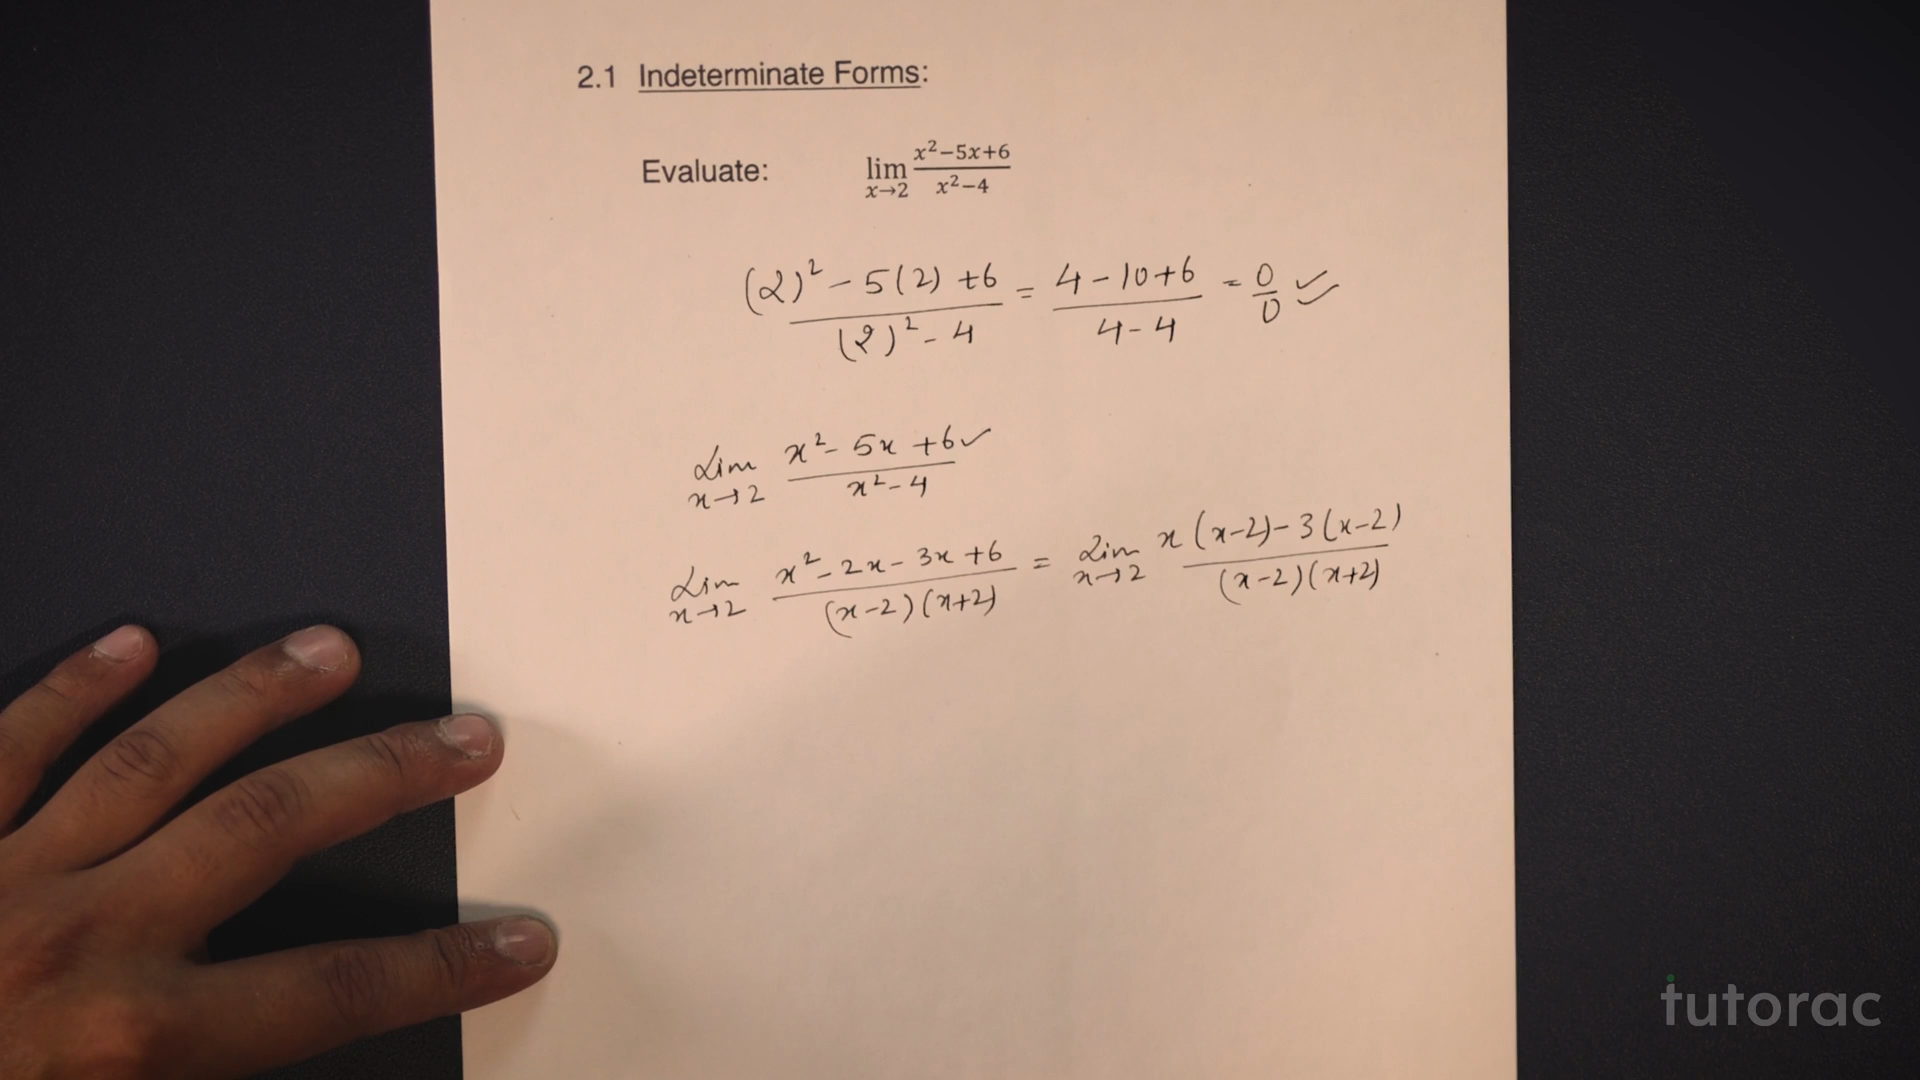 2.1 Indeterminate Forms:
Evaluate: lim x→2 (x²−5x+6)/(x²−4)
((2)² − 5(2) + 6)/((2)² − 4) = (4 − 10 + 6)/(4 − 4) = 0/0 ✓
Lim x→2 (x² − 5x + 6)/(x² − 4) ✓
Lim x→2 (x² − 2x − 3x + 6)/((x−2)(x+2)) = Lim x→2 (x(x−2) − 3(x−2))/((x−2)(x+2))
tutorac